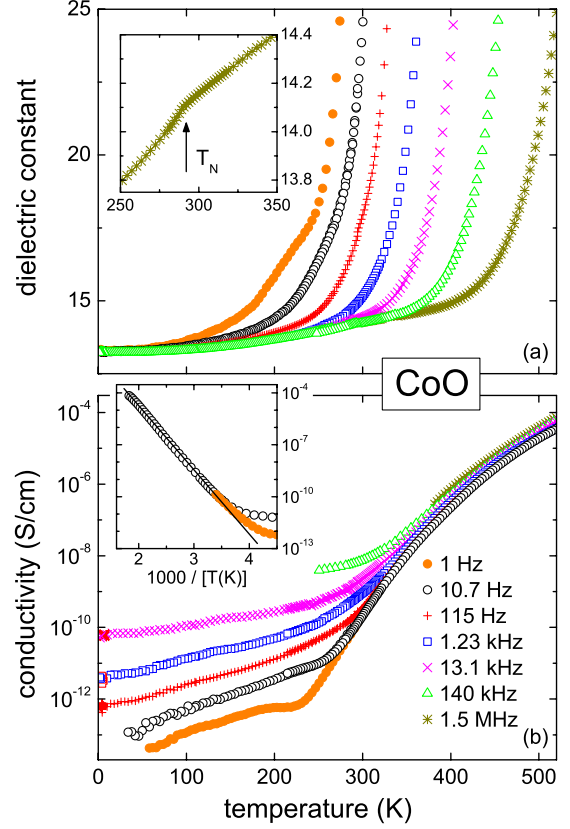 25
20
15
dielectric constant
14.4
14.2
14.0
13.8
250
300
350
T_N
(a)
CoO
10^-4
10^-6
10^-8
10^-10
10^-12
conductivity (S/cm)
10^-4
10^-7
10^-10
10^-13
2
3
4
1000 / [T(K)]
1 Hz
10.7 Hz
115 Hz
1.23 kHz
13.1 kHz
140 kHz
1.5 MHz
(b)
0
100
200
300
400
500
temperature (K)